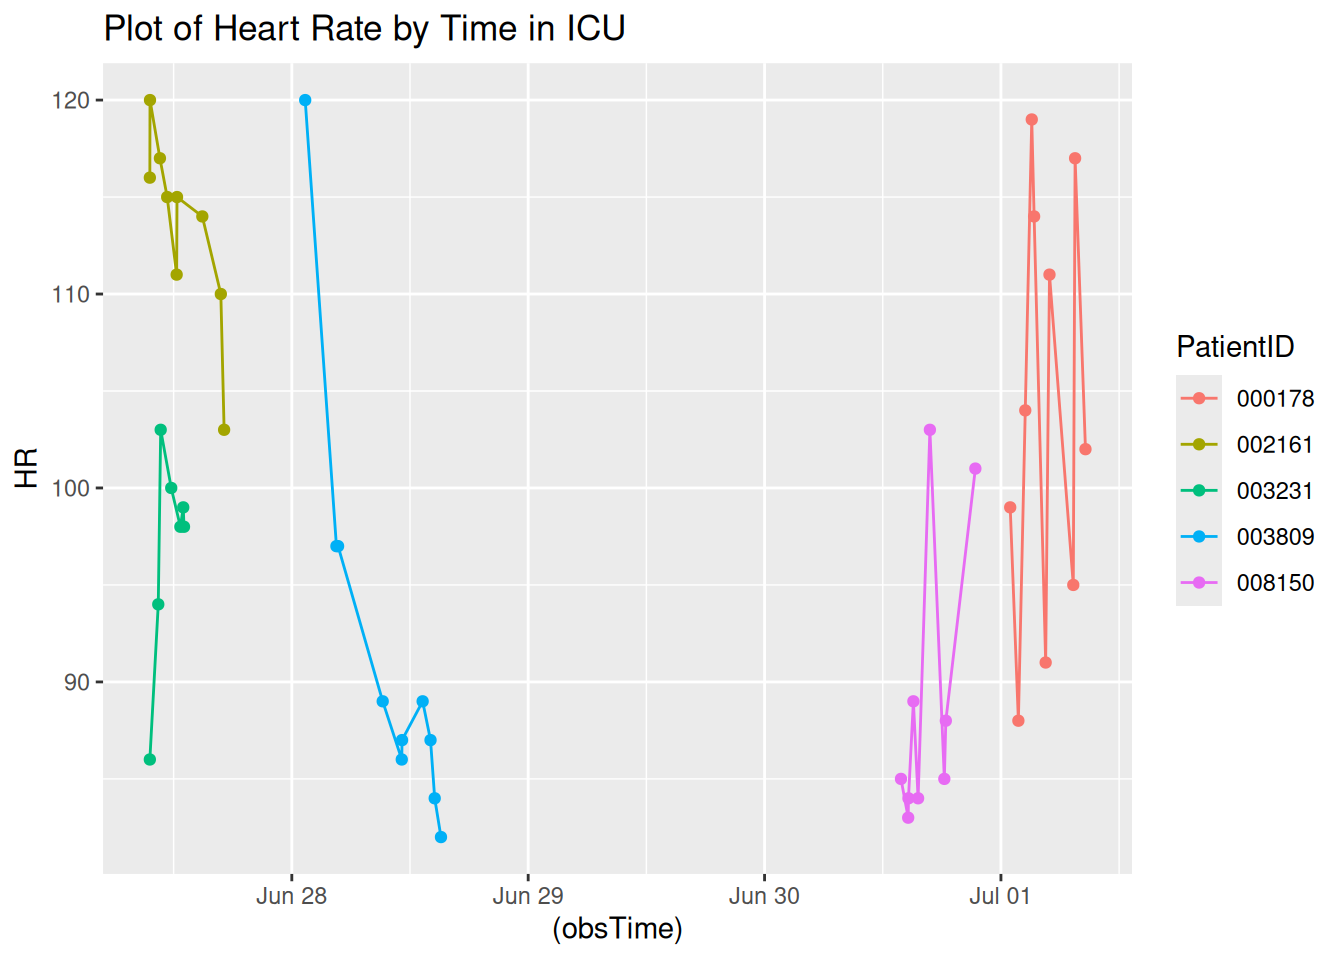 Plot of Heart Rate by Time in ICU
120
110
100
90
HR
Jun 28
Jun 29
Jun 30
Jul 01
(obsTime)
PatientID
000178
002161
003231
003809
008150